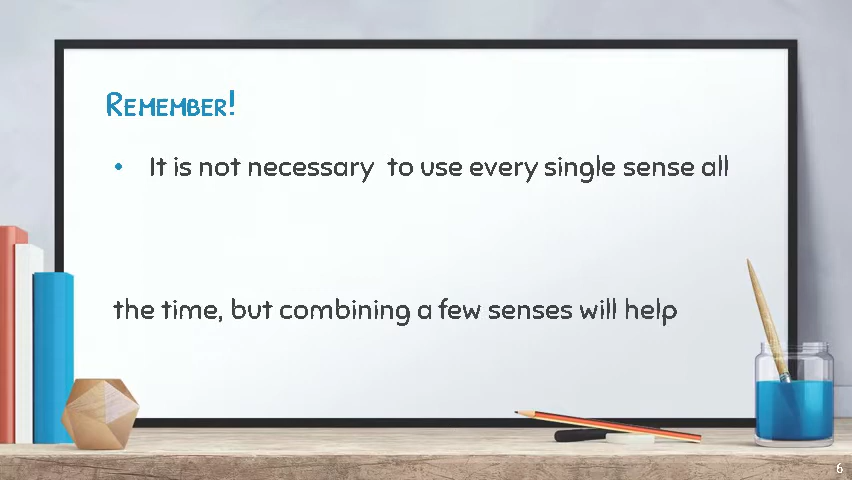 Remember!
• It is not necessary to use every single sense all
the time, but combining a few senses will help
6